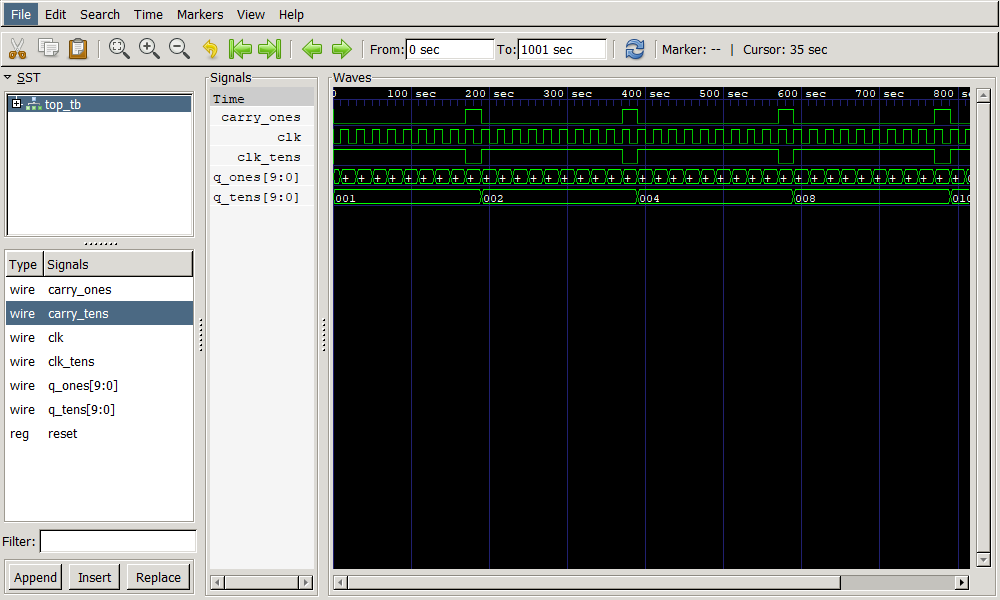 File Edit Search Time Markers View Help
From: 0 sec To: 1001 sec Marker: -- | Cursor: 35 sec
SST
top_tb
Type Signals
wire carry_ones
wire carry_tens
wire clk
wire clk_tens
wire q_ones[9:0]
wire q_tens[9:0]
reg reset
Filter:
Append Insert Replace
Signals
Time
carry_ones
clk
clk_tens
q_ones[9:0]
q_tens[9:0]
Waves
0 100 sec 200 sec 300 sec 400 sec 500 sec 600 sec 700 sec 800 s
+ + + + + + + + + + + + + + + + + + + + + + + + + + + + + + + + + + + + + + + +
001 002 004 008 010